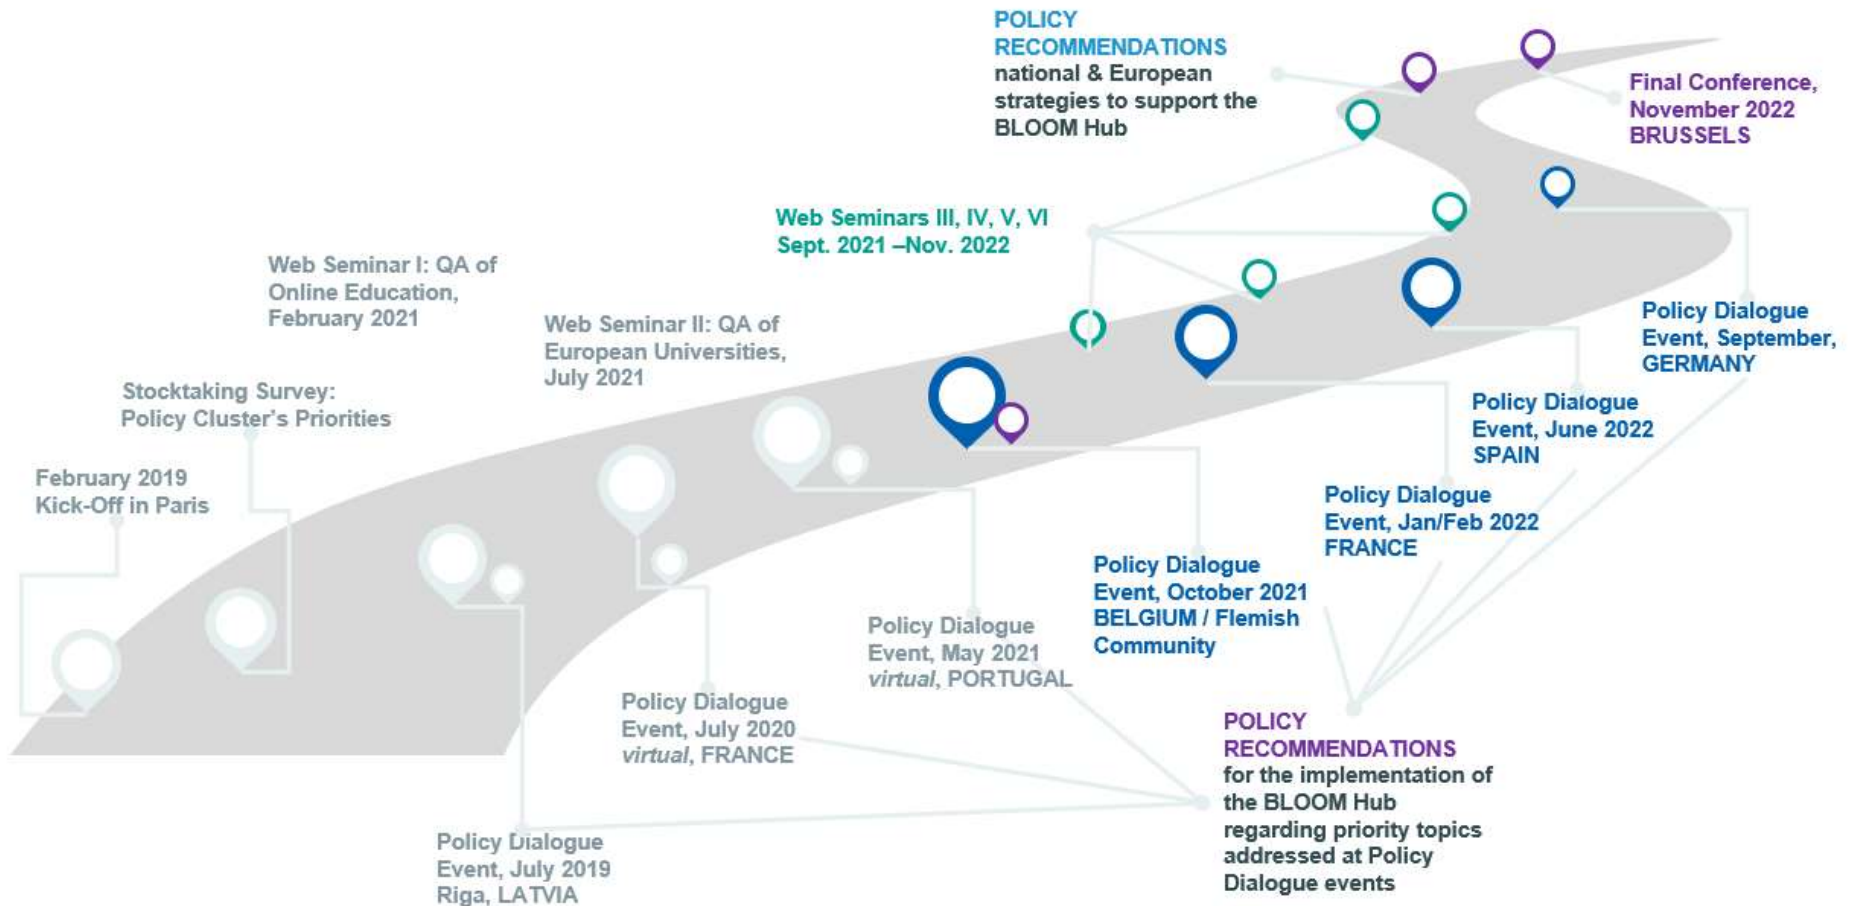 POLICY
RECOMMENDATIONS
national & European
strategies to support the
BLOOM Hub
Final Conference,
November 2022
BRUSSELS
Web Seminars III, IV, V, VI
Sept. 2021 –Nov. 2022
Web Seminar I: QA of
Online Education,
February 2021
Web Seminar II: QA of
European Universities,
July 2021
Stocktaking Survey:
Policy Cluster's Priorities
February 2019
Kick-Off in Paris
Policy Dialogue
Event, September,
GERMANY
Policy Dialogue
Event, June 2022
SPAIN
Policy Dialogue
Event, Jan/Feb 2022
FRANCE
Policy Dialogue
Event, October 2021
BELGIUM / Flemish
Community
Policy Dialogue
Event, May 2021
virtual, PORTUGAL
Policy Dialogue
Event, July 2020
virtual, FRANCE
Policy Dialogue
Event, July 2019
Riga, LATVIA
POLICY
RECOMMENDATIONS
for the implementation of
the BLOOM Hub
regarding priority topics
addressed at Policy
Dialogue events